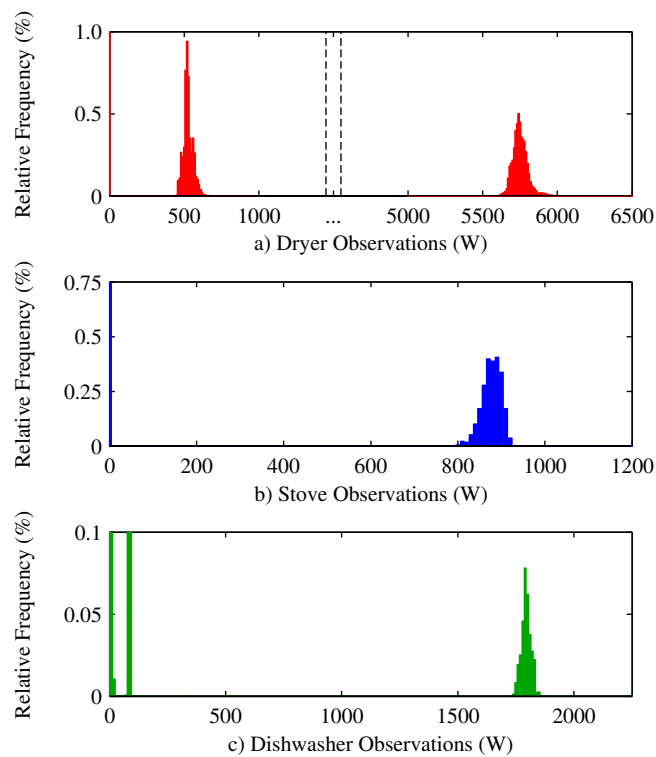 Relative Frequency (%)
1.0
0.5
0
0 500 1000 ... 5000 5500 6000 6500
a) Dryer Observations (W)
Relative Frequency (%)
0.75
0.5
0.25
0
0 200 400 600 800 1000 1200
b) Stove Observations (W)
Relative Frequency (%)
0.1
0.05
0
0 500 1000 1500 2000
c) Dishwasher Observations (W)